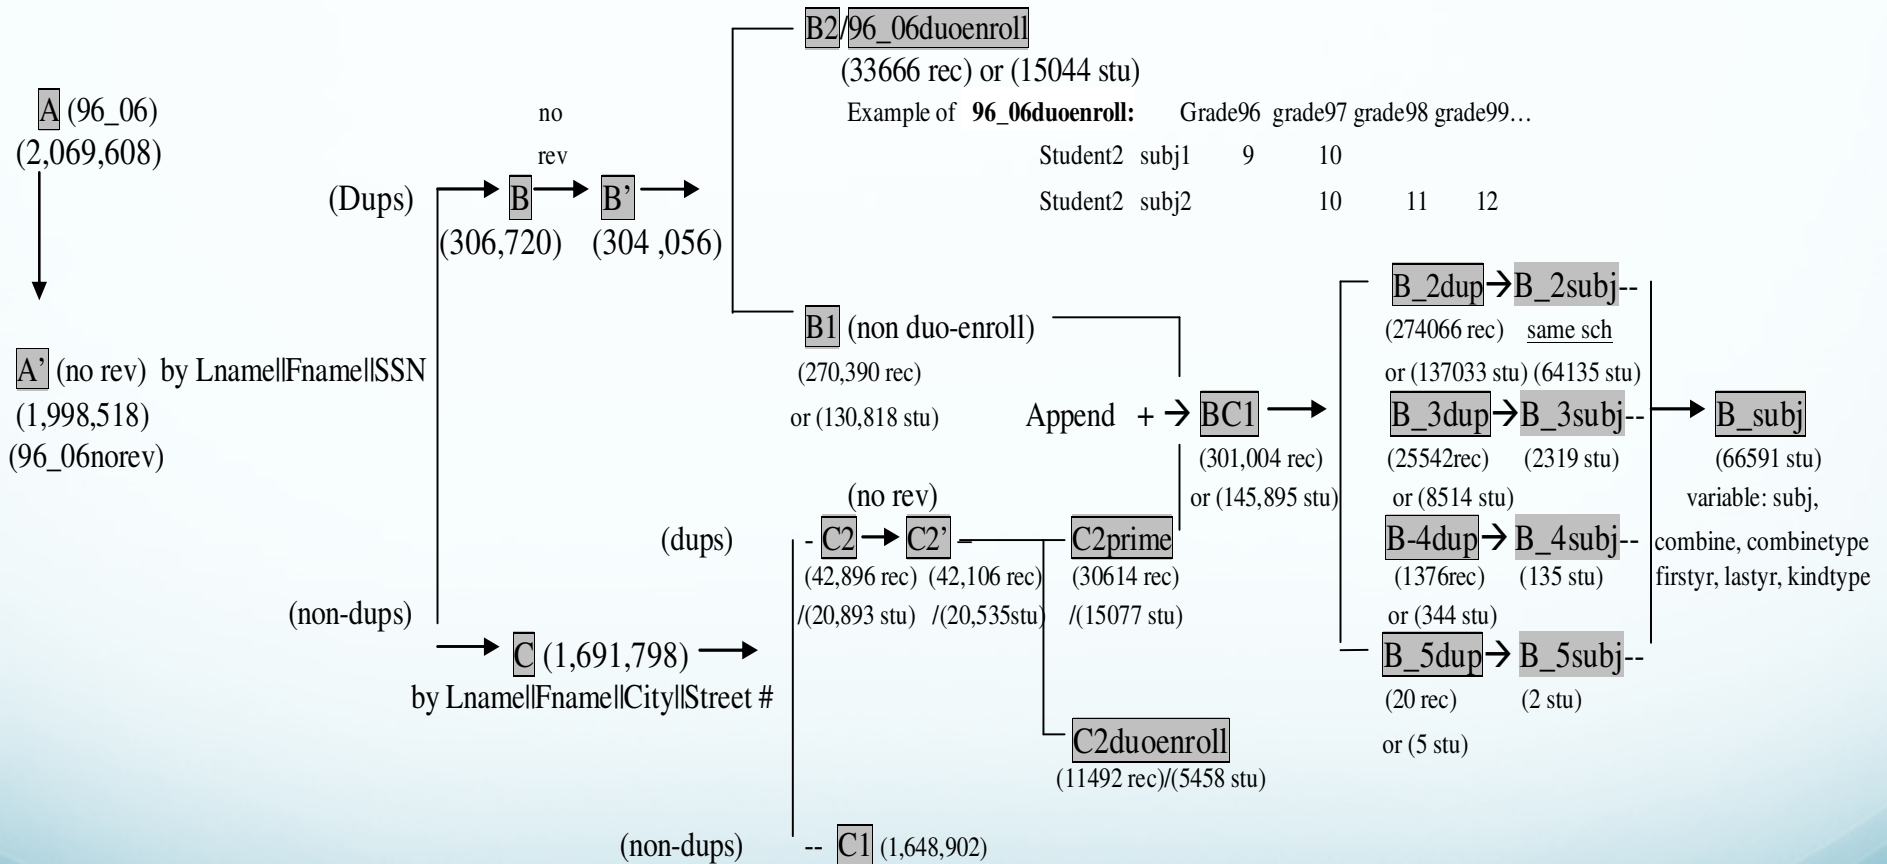 A (96_06)
(2,069,608)
A’ (no rev) by Lname||Fname||SSN
(1,998,518)
(96_06norev)
(Dups)
no
rev
B
B’
(306,720)
(304 ,056)
(non-dups)
C (1,691,798)
by Lname||Fname||City||Street #
B2/96_06duoenroll
(33666 rec) or (15044 stu)
Example of 96_06duoenroll: Grade96 grade97 grade98 grade99…
Student2 subj1 9 10
Student2 subj2 10 11 12
B1 (non duo-enroll)
(270,390 rec)
or (130,818 stu)
Append + → BC1
(301,004 rec)
or (145,895 stu)
(no rev)
(dups)
- C2
C2’ –
(42,896 rec)
/(20,893 stu)
(42,106 rec)
/(20,535stu)
C2prime
(30614 rec)
/(15077 stu)
C2duoenroll
(11492 rec)/(5458 stu)
(non-dups)
-- C1 (1,648,902)
B_2dup→B_2subj--
(274066 rec) same sch
or (137033 stu) (64135 stu)
B_3dup→B_3subj--
(25542rec) (2319 stu)
or (8514 stu)
B-4dup→B_4subj--
(1376rec) (135 stu)
or (344 stu)
B_5dup→B_5subj--
(20 rec) (2 stu)
or (5 stu)
B_subj
(66591 stu)
variable: subj,
combine, combinetype
firstyr, lastyr, kindtype